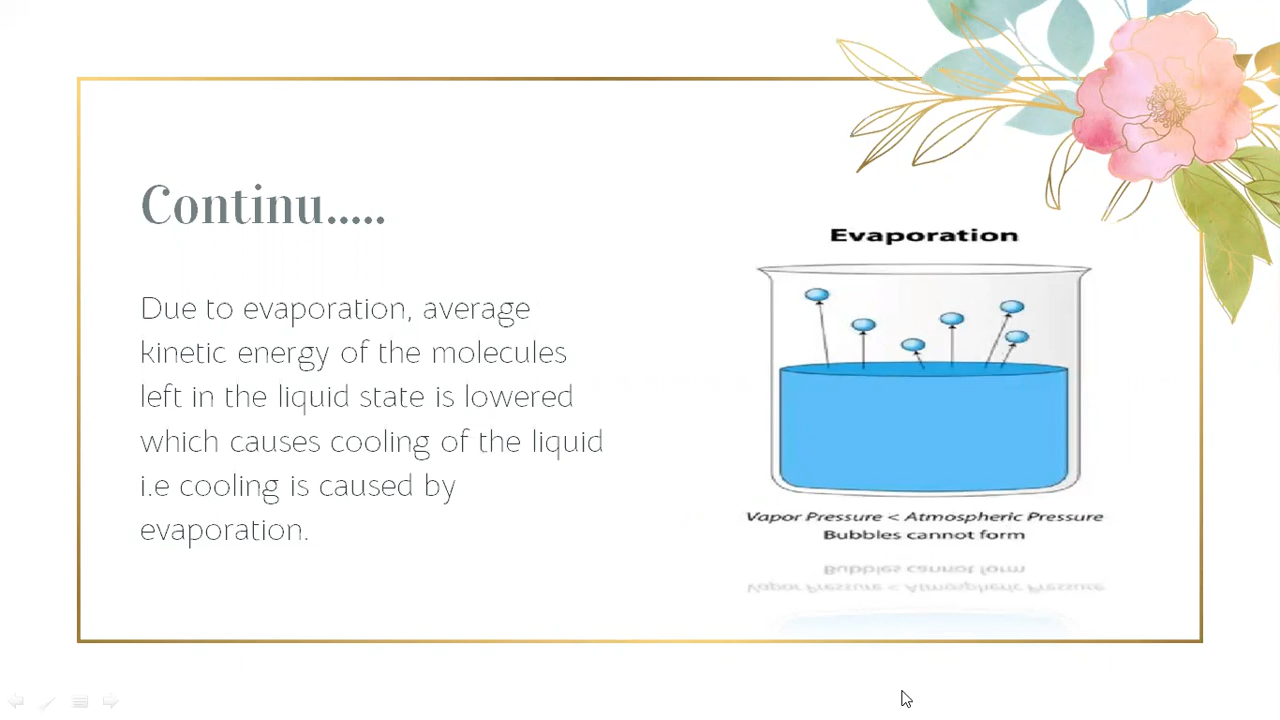 Continu.....
Due to evaporation, average
kinetic energy of the molecules
left in the liquid state is lowered
which causes cooling of the liquid
i.e cooling is caused by
evaporation.
Evaporation
Vapor Pressure < Atmospheric Pressure
Bubbles cannot form